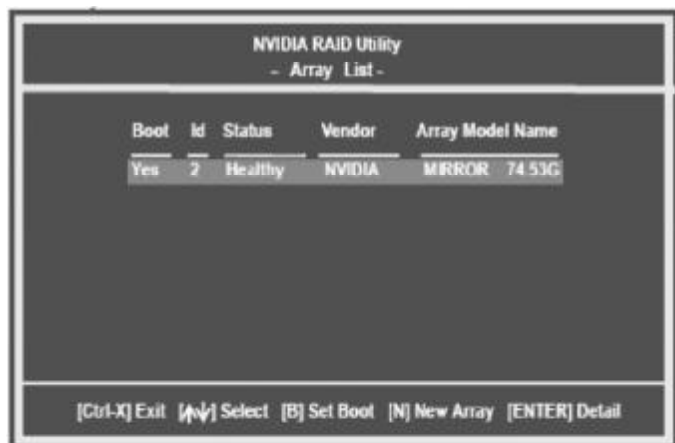 NVIDIA RAID Utility
- Array List -
Boot Id Status Vendor Array Model Name
Yes 2 Healthy NVIDIA MIRROR 74.53G
[Ctrl-X] Exit [↑↓] Select [B] Set Boot [N] New Array [ENTER] Detail